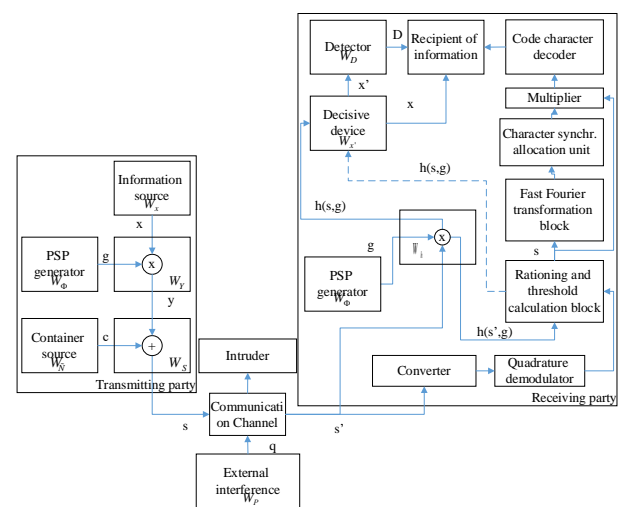 Detector
W_D
D
Recipient of
information
Code character
decoder
x'
x
Multiplier
Decisive
device
W_x'
Character synchr.
allocation unit
h(s,g)
h(s,g)
Fast Fourier
transformation
block
s
Information
source
W_x
x
PSP
generator
W_Φ
g
x
W_Y
y
Container
source
W_Ñ
c
+
W_S
Transmitting party
x
g
PSP
generator
W_Φ
Rationing and
threshold
calculation block
h(s',g)
Intruder
Converter
Quadrature
demodulator
Receiving party
s
Communicati
on Channel
s'
q
External
interference
W_P